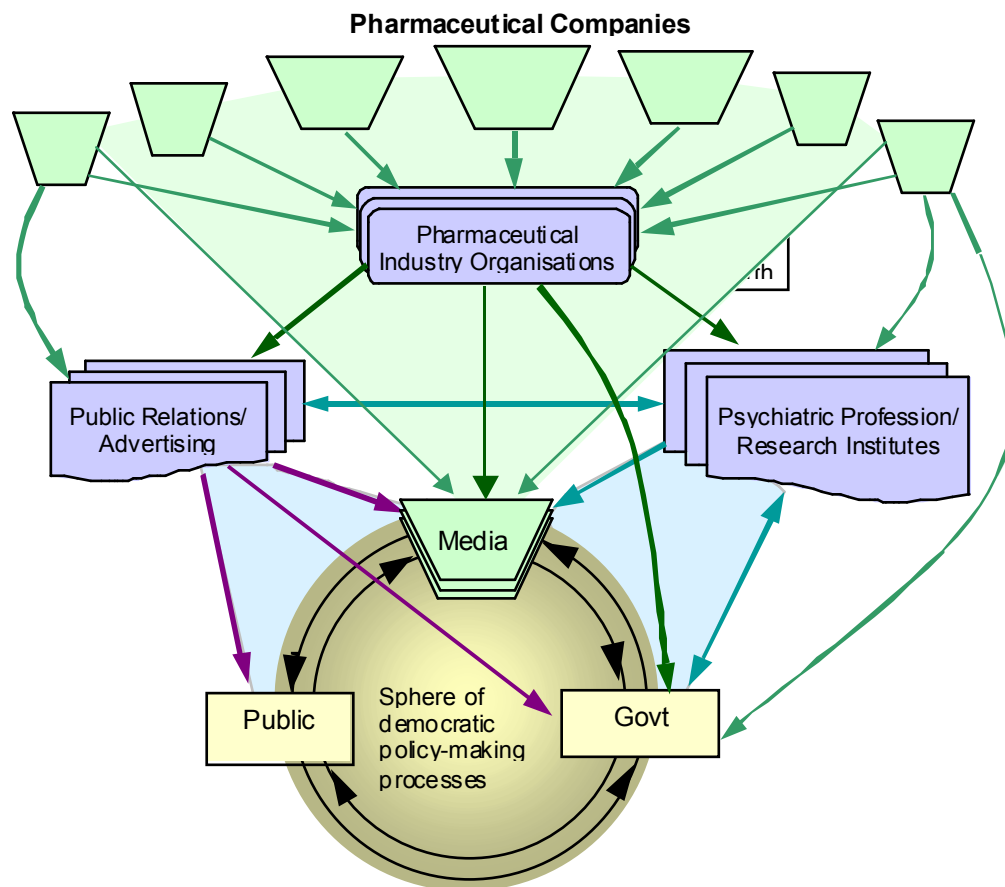 Pharmaceutical Companies
Pharmaceutical
Industry Organisations
Public Relations/
Advertising
Psychiatric Profession/
Research Institutes
Media
Sphere of
democratic
policy-making
processes
Public
Govt